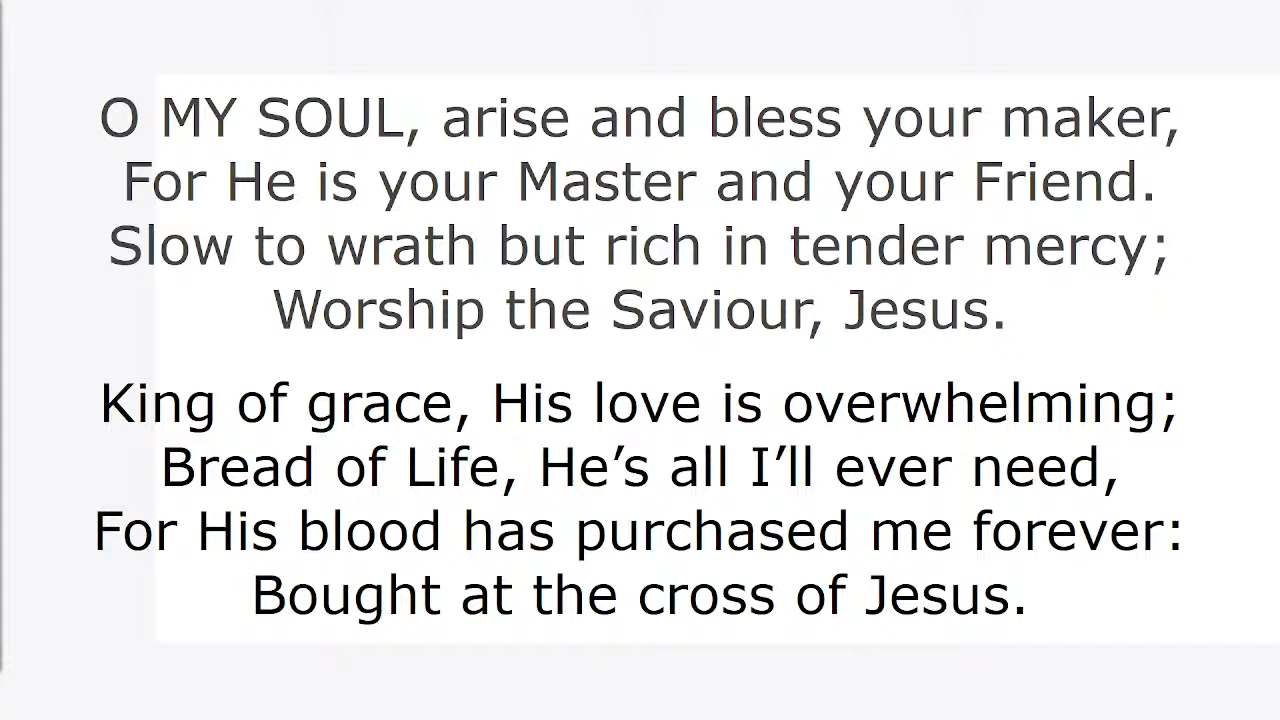 O MY SOUL, arise and bless your maker,
For He is your Master and your Friend.
Slow to wrath but rich in tender mercy;
Worship the Saviour, Jesus.
King of grace, His love is overwhelming;
Bread of Life, He’s all I’ll ever need,
For His blood has purchased me forever:
Bought at the cross of Jesus.